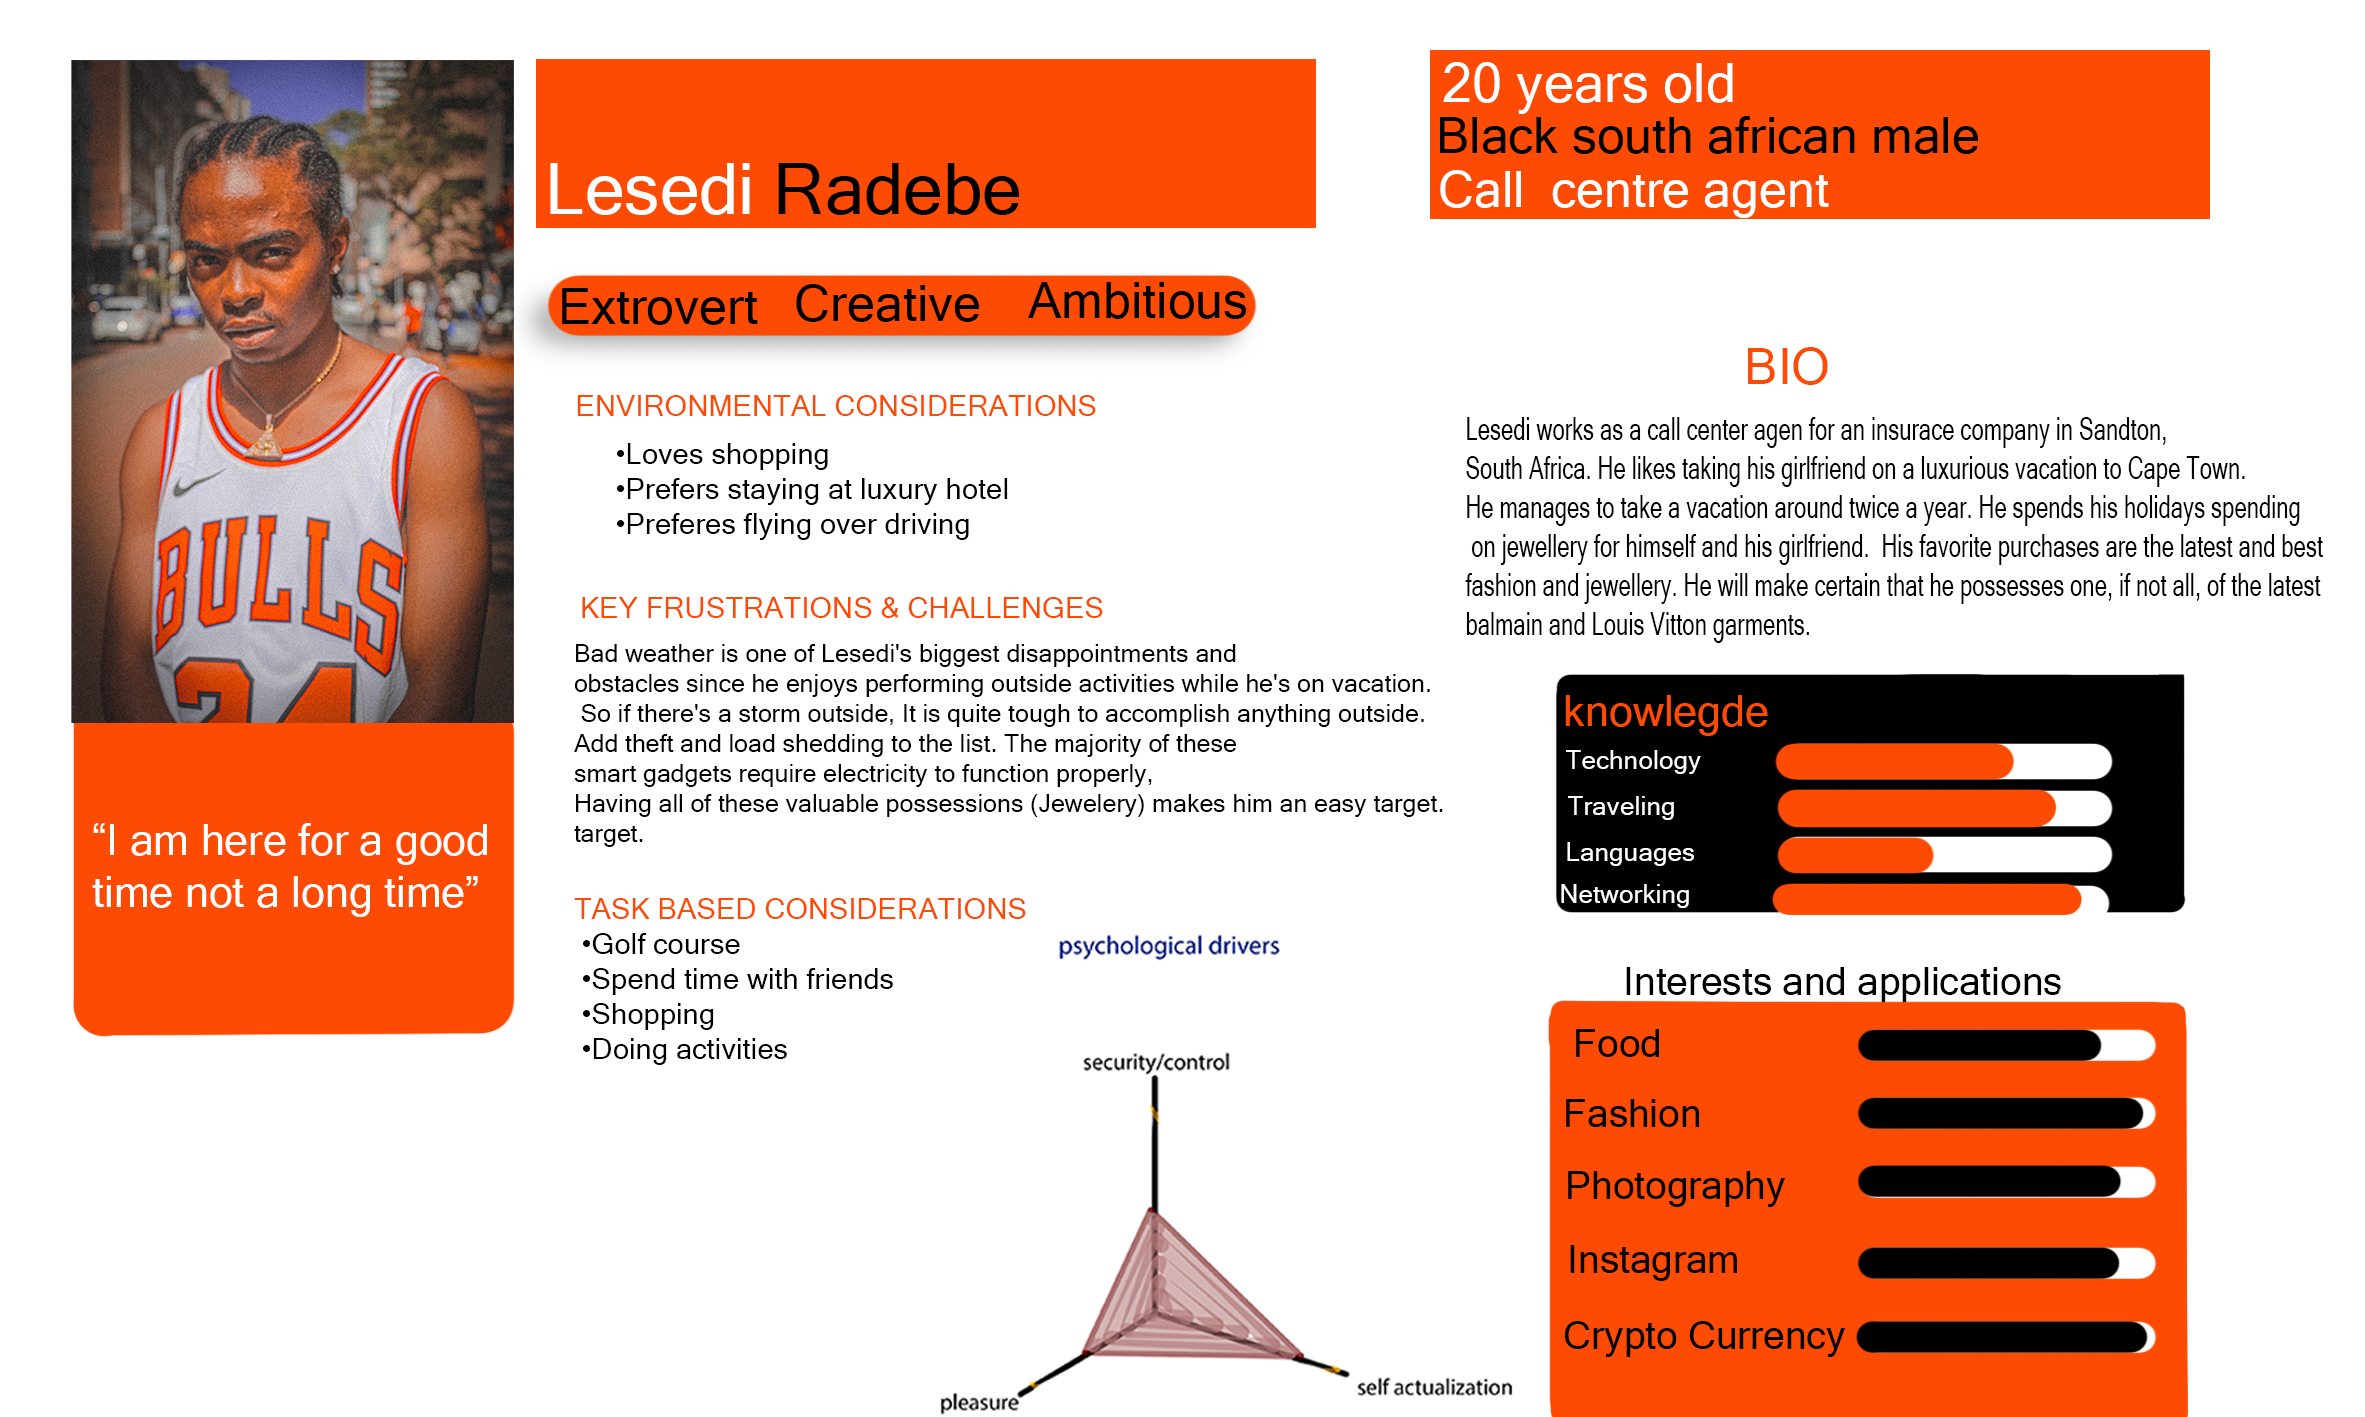 Lesedi Radebe
20 years old
Black south african male
Call centre agent
Extrovert Creative Ambitious
BULLS
24
“I am here for a good
time not a long time”
ENVIRONMENTAL CONSIDERATIONS
•Loves shopping
•Prefers staying at luxury hotel
•Preferes flying over driving
KEY FRUSTRATIONS & CHALLENGES
Bad weather is one of Lesedi's biggest disappointments and
obstacles since he enjoys performing outside activities while he's on vacation.
So if there's a storm outside, It is quite tough to accomplish anything outside.
Add theft and load shedding to the list. The majority of these
smart gadgets require electricity to function properly,
Having all of these valuable possessions (Jewelery) makes him an easy target.
target.
TASK BASED CONSIDERATIONS
•Golf course
•Spend time with friends
•Shopping
•Doing activities
psychological drivers
security/control
pleasure
self actualization
BIO
Lesedi works as a call center agen for an insurace company in Sandton,
South Africa. He likes taking his girlfriend on a luxurious vacation to Cape Town.
He manages to take a vacation around twice a year. He spends his holidays spending
on jewellery for himself and his girlfriend. His favorite purchases are the latest and best
fashion and jewellery. He will make certain that he possesses one, if not all, of the latest
balmain and Louis Vitton garments.
knowlegde
Technology
Traveling
Languages
Networking
Interests and applications
Food
Fashion
Photography
Instagram
Crypto Currency